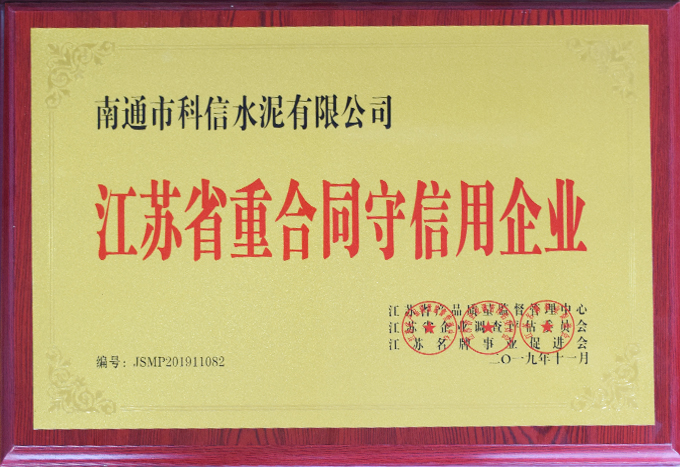 南通市科信水泥有限公司
江苏省重合同守信用企业
江苏省产品质量监督管理中心
江苏省企业调查评估委员会
江苏名牌事业促进会
二〇一九年十一月
编号：JSMP201911082